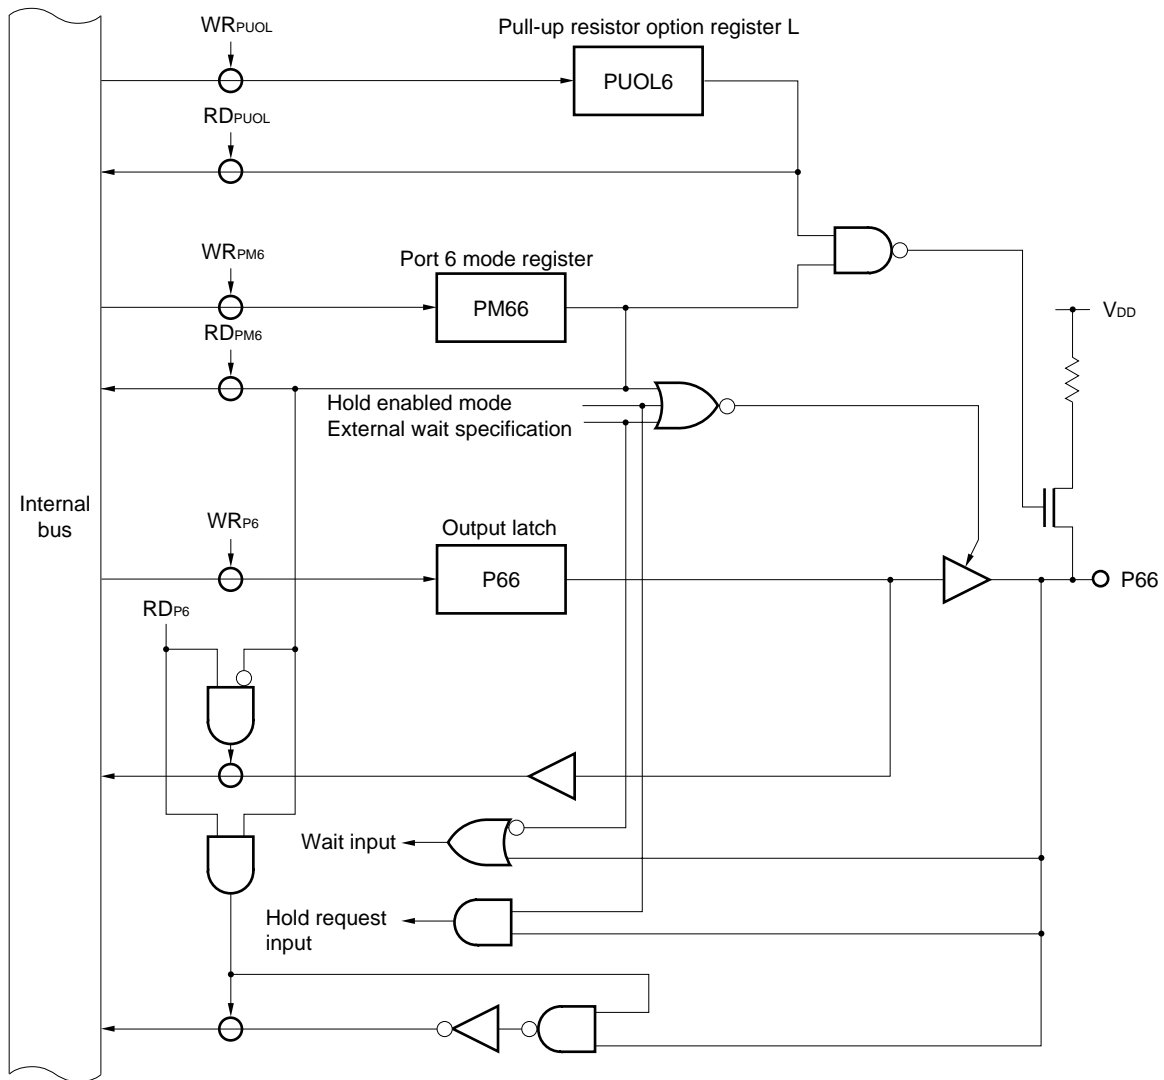 WRPUOL
Pull-up resistor option register L
PUOL6
RDPUOL
WRPM6
Port 6 mode register
PM66
RDPM6
VDD
Hold enabled mode
External wait specification
Internal
bus
WRP6
Output latch
P66
P66
RDP6
Wait input
Hold request
input